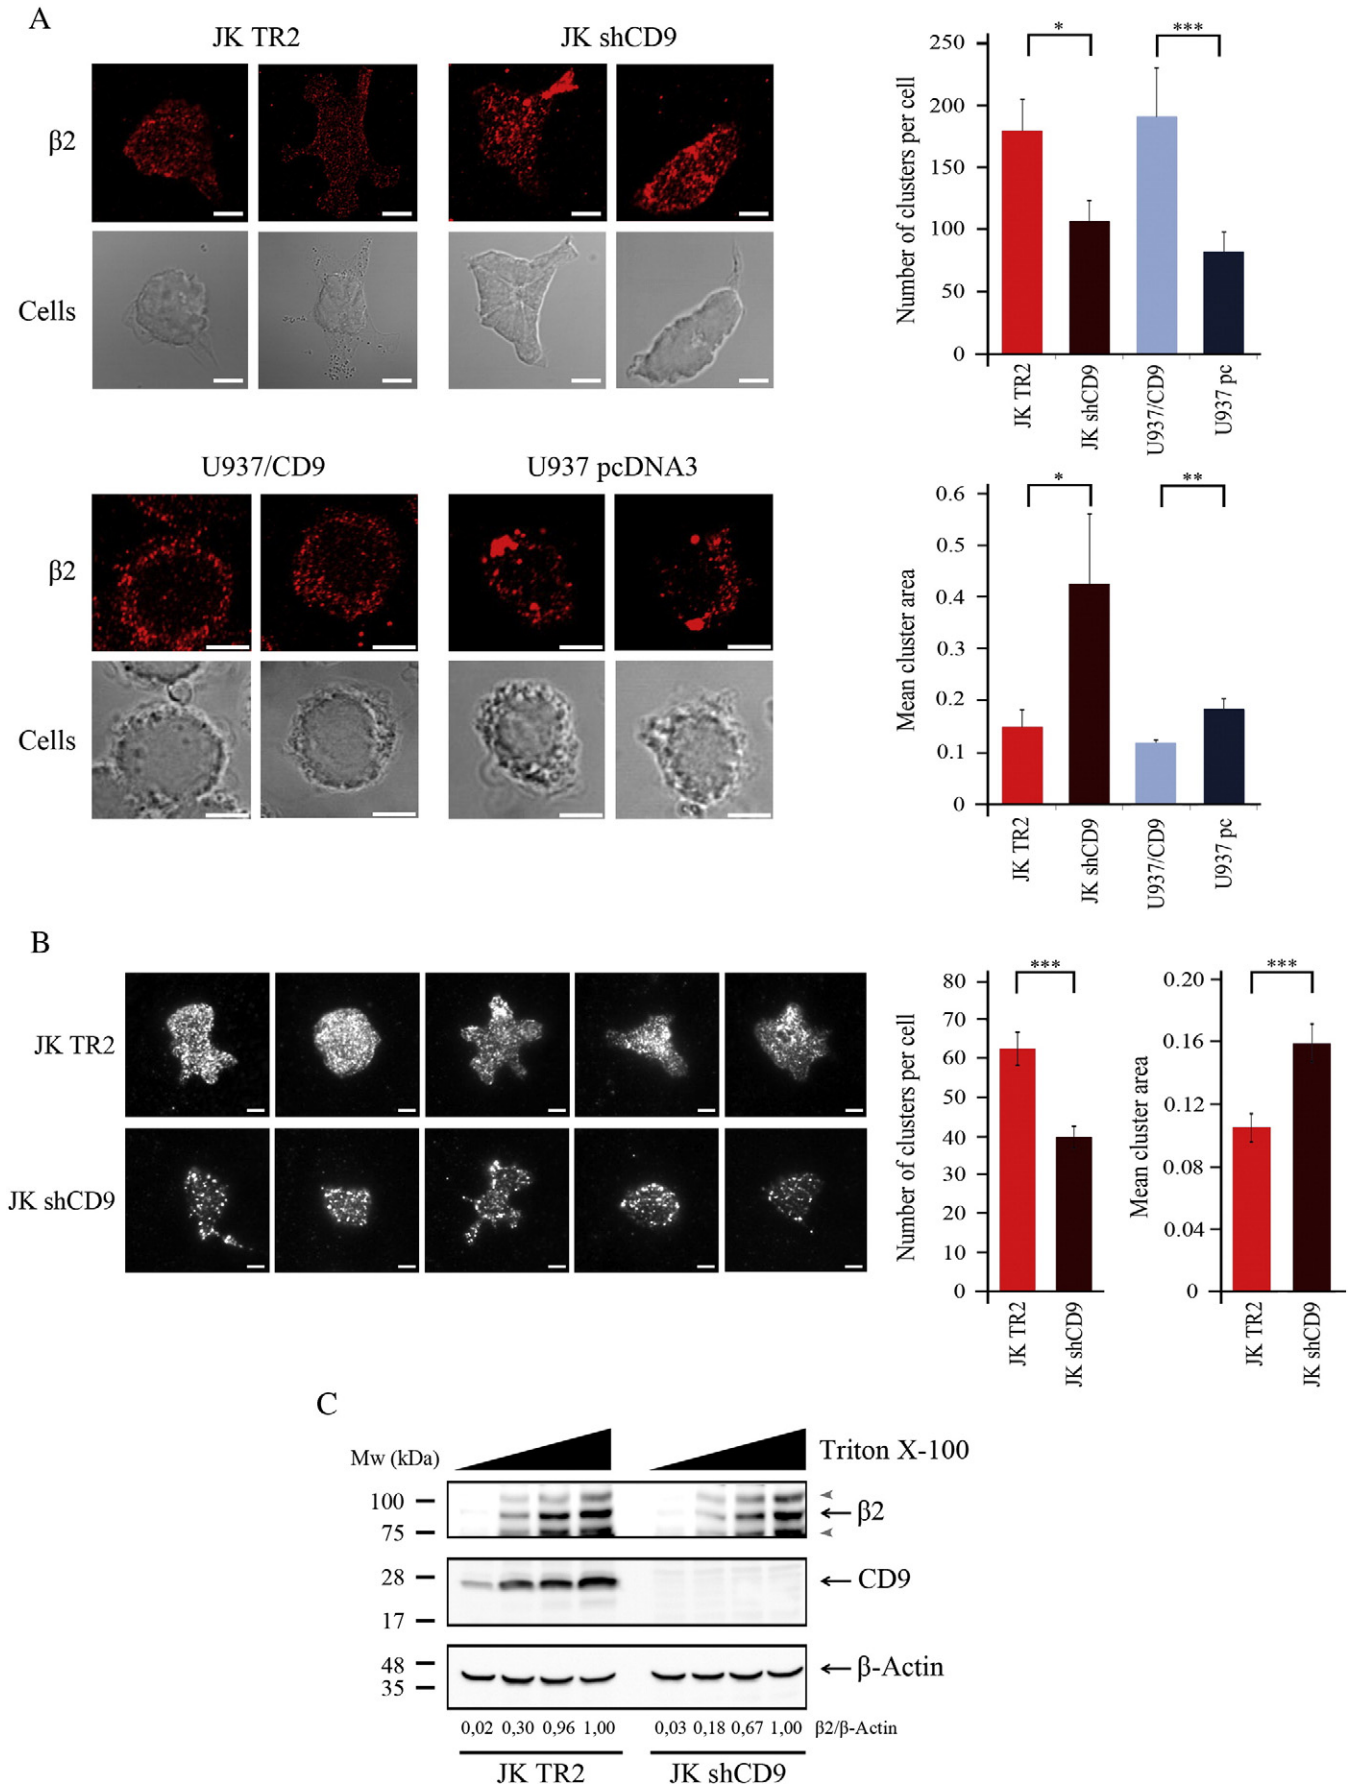 A
JK TR2
JK shCD9
β2
Cells
U937/CD9
U937 pcDNA3
β2
Cells
* ***
250
200
150
100
50
0
Number of clusters per cell
JK TR2
JK shCD9
U937/CD9
U937 pc
* **
0.6
0.5
0.4
0.3
0.2
0.1
0
Mean cluster area
JK TR2
JK shCD9
U937/CD9
U937 pc
B
JK TR2
JK shCD9
***
80
70
60
50
40
30
20
10
0
Number of clusters per cell
JK TR2
JK shCD9
***
0.20
0.16
0.12
0.08
0.04
0
Mean cluster area
JK TR2
JK shCD9
C
Mw (kDa)
Triton X-100
100
75
β2
28
17
CD9
48
35
β-Actin
0,02 0,30 0,96 1,00 0,03 0,18 0,67 1,00 β2/β-Actin
JK TR2 JK shCD9